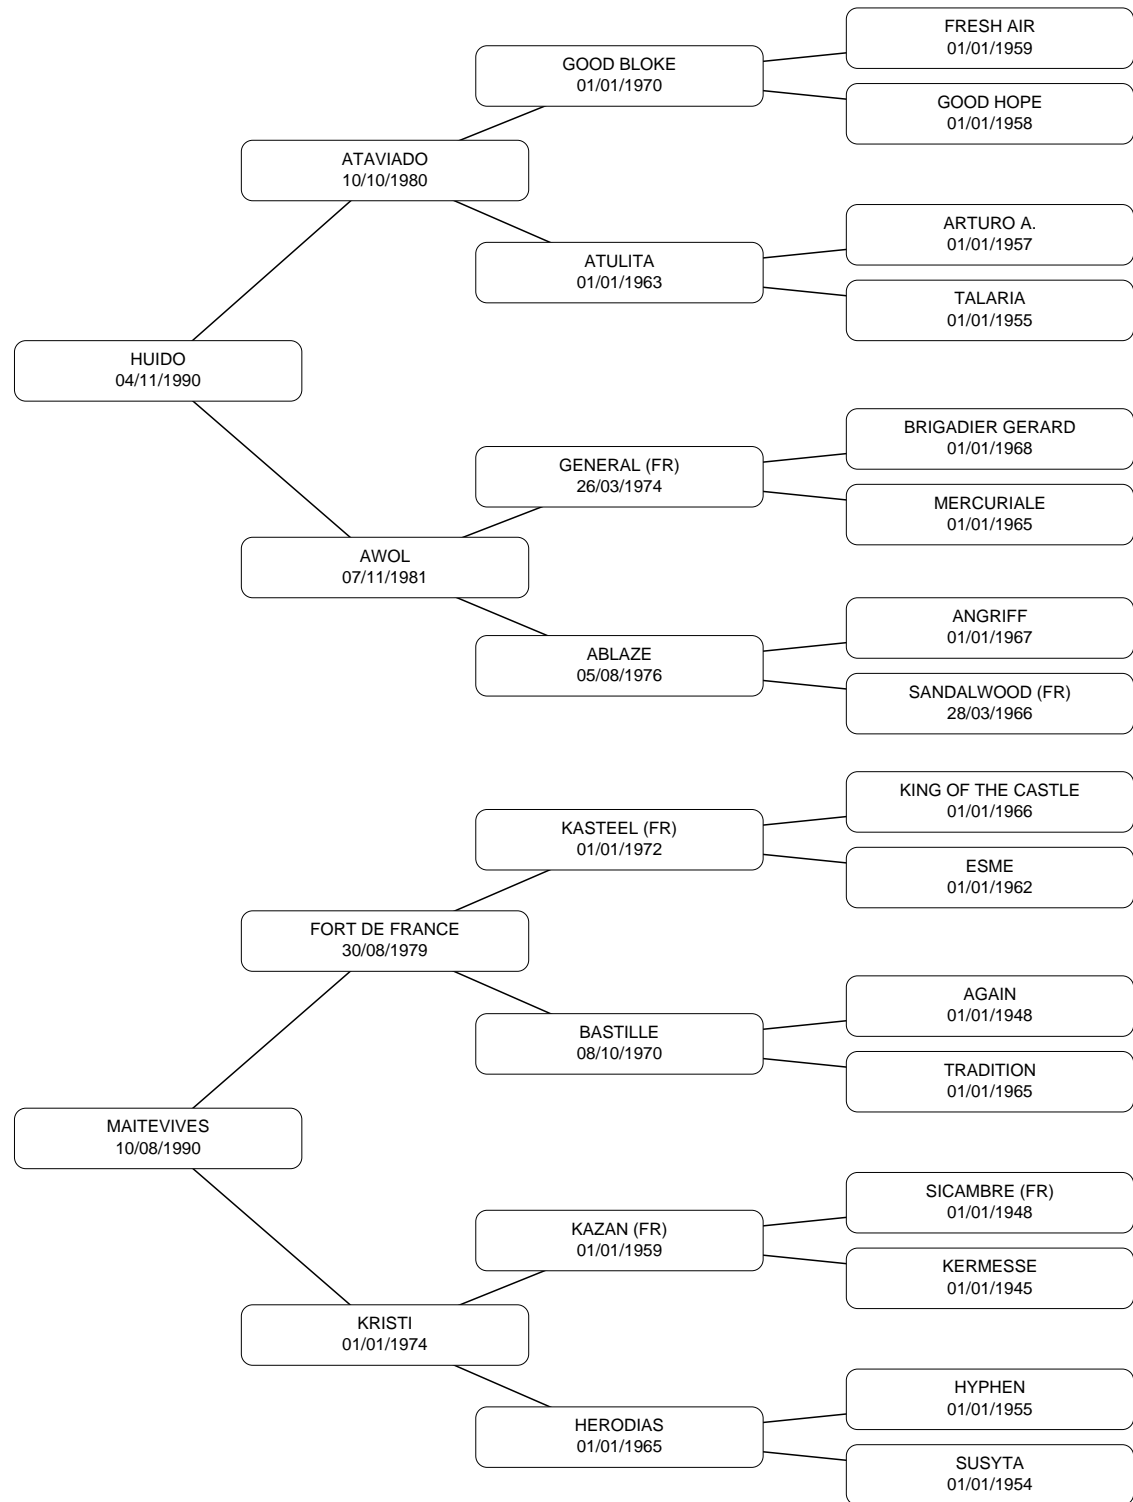 FRESH AIR
01/01/1959
GOOD BLOKE
01/01/1970
GOOD HOPE
01/01/1958
ATAVIADO
10/10/1980
ARTURO A.
01/01/1957
ATULITA
01/01/1963
TALARIA
01/01/1955
HUIDO
04/11/1990
BRIGADIER GERARD
01/01/1968
GENERAL (FR)
26/03/1974
MERCURIALE
01/01/1965
AWOL
07/11/1981
ANGRIFF
01/01/1967
ABLAZE
05/08/1976
SANDALWOOD (FR)
28/03/1966
KING OF THE CASTLE
01/01/1966
KASTEEL (FR)
01/01/1972
ESME
01/01/1962
FORT DE FRANCE
30/08/1979
AGAIN
01/01/1948
BASTILLE
08/10/1970
TRADITION
01/01/1965
MAITEVIVES
10/08/1990
SICAMBRE (FR)
01/01/1948
KAZAN (FR)
01/01/1959
KERMESSE
01/01/1945
KRISTI
01/01/1974
HYPHEN
01/01/1955
HERODIAS
01/01/1965
SUSYTA
01/01/1954